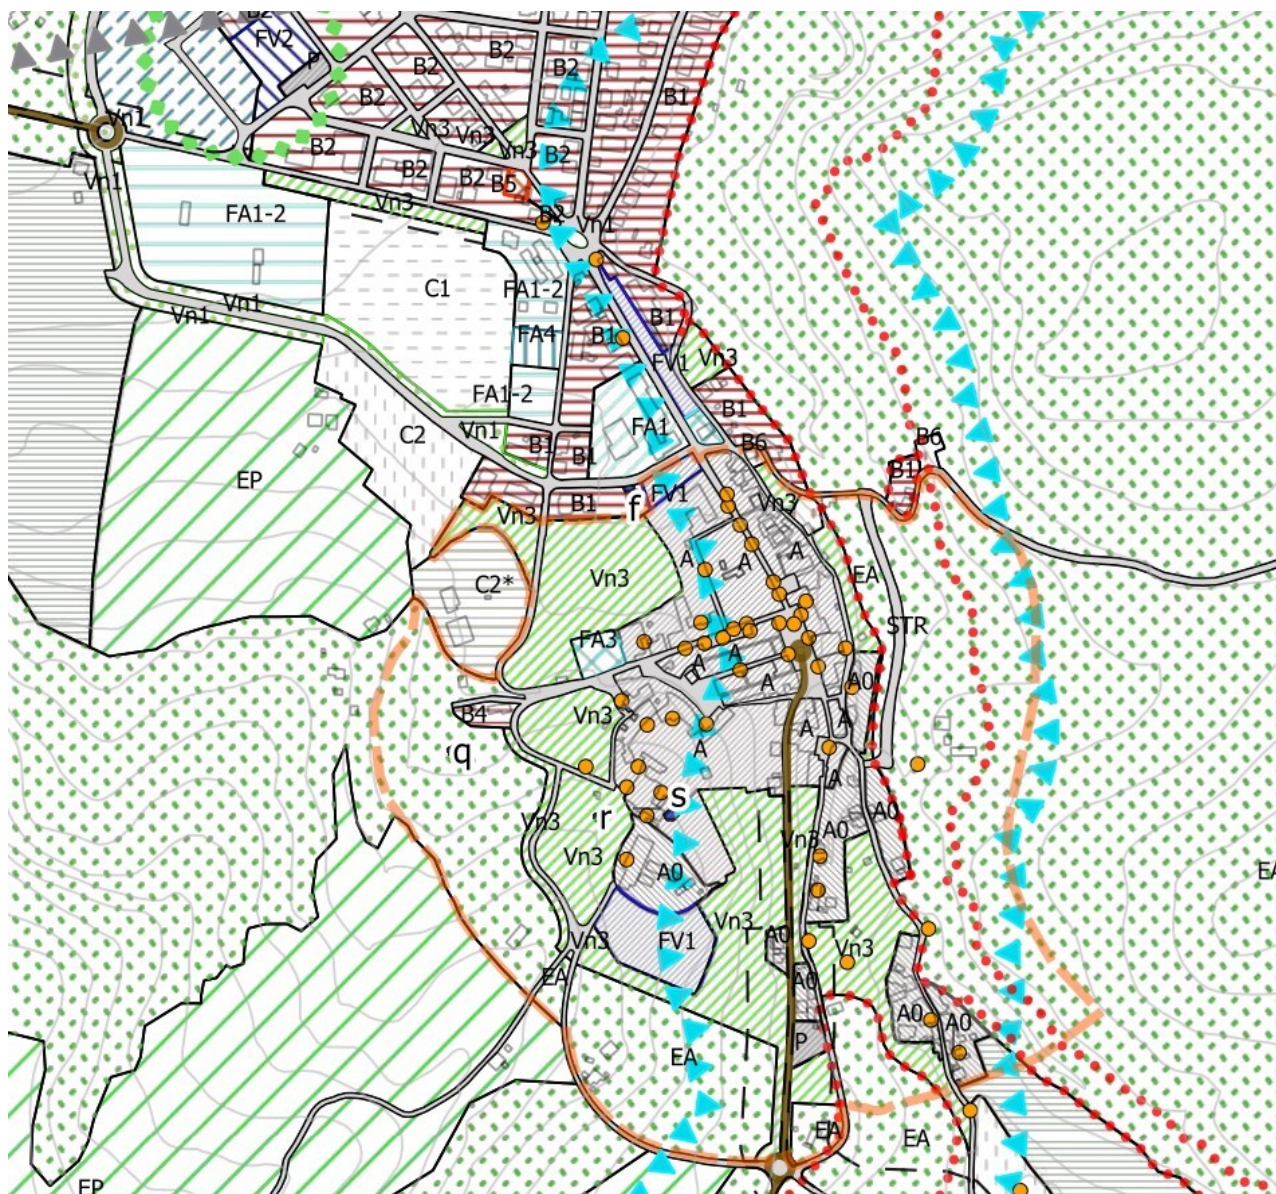 B2
FV2
B2
B2
B2
P
B2
B1
Vn1
Vn3
Vn3
B2
Vn3
B2
B2
B2
B5
Vn1
Vn3
FA1-2
B2
Vn1
C1
FA1-2
Vn1
Vn1
B1
B1
FA4
FV1
Vn3
FA1-2
B1
C2
Vn1
FA1
B1
B1
B6
B6
B1
EP
FV1
B1
f
Vn3
Vn3
A
A
A
EA
C2*
Vn3
STR
FA3
A
A
A
A0
B4
Vn3
A
A
A
q
A
s
r
Vn3
Vn3
A0
A0
Vn3
A0
EA
Vn3
FV1
Vn3
A0
Vn3
EA
A0
A0
A0
EA
P
EA
EA
EP